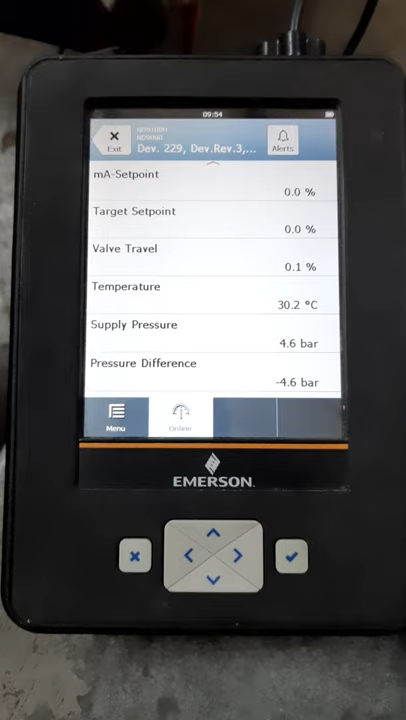 09:54
Exit
ND9000
Dev. 229, Dev.Rev.3,...
Alerts
mA-Setpoint
0.0 %
Target Setpoint
0.0 %
Valve Travel
0.1 %
Temperature
30.2 °C
Supply Pressure
4.6 bar
Pressure Difference
-4.6 bar
Menu
Online
EMERSON